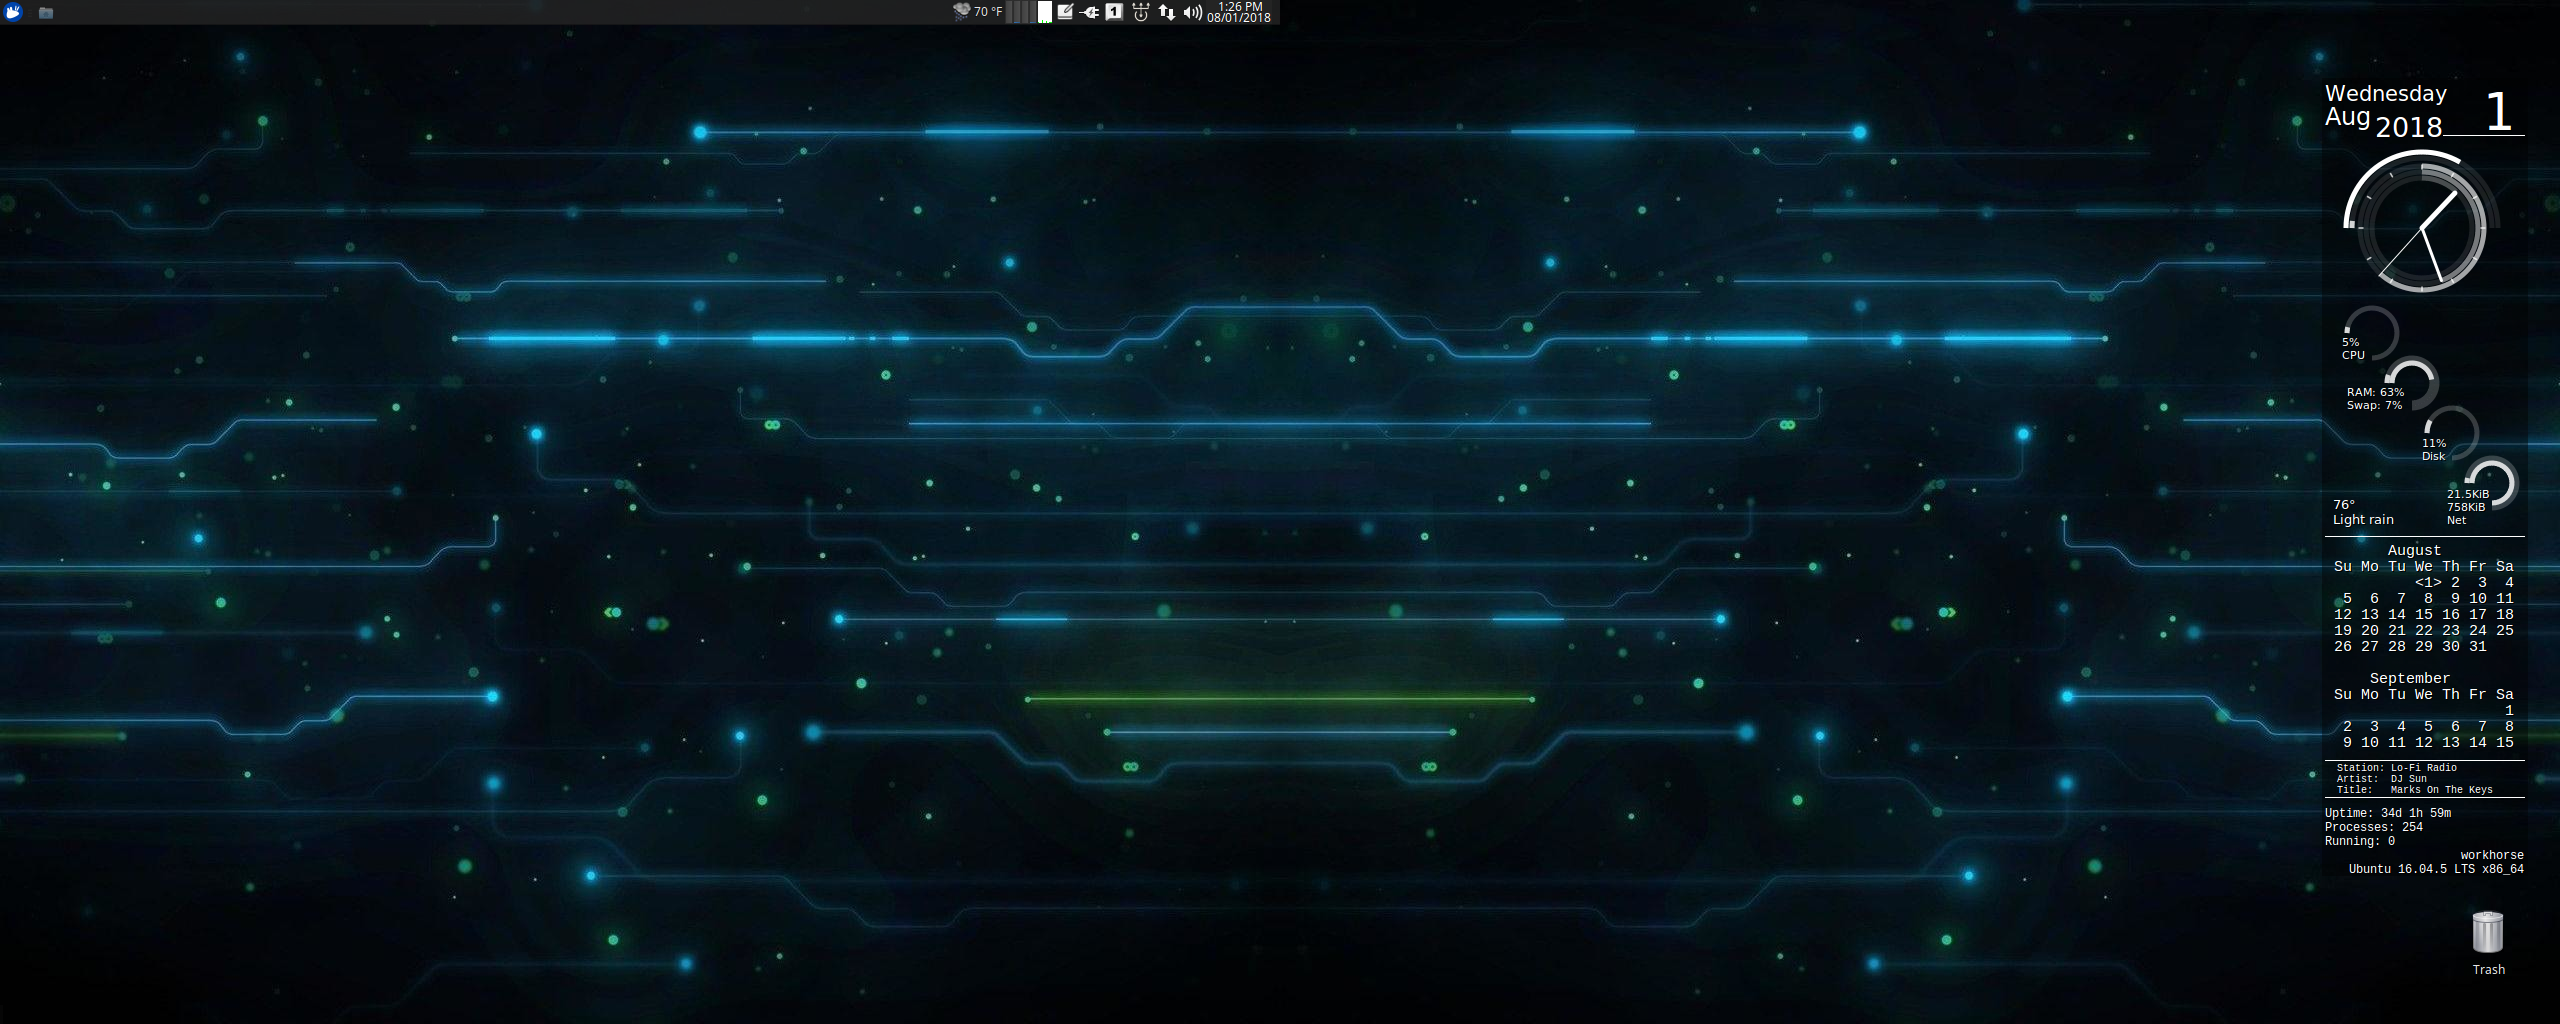 70 °F
1
1:26 PM
08/01/2018
Wednesday
Aug 2018 1
5%
CPU
RAM: 63%
Swap: 7%
11%
Disk
21.5KiB
758KiB
Net
76°
Light rain
August
Su Mo Tu We Th Fr Sa
<1> 2 3 4
5 6 7 8 9 10 11
12 13 14 15 16 17 18
19 20 21 22 23 24 25
26 27 28 29 30 31
September
Su Mo Tu We Th Fr Sa
1
2 3 4 5 6 7 8
9 10 11 12 13 14 15
Station: Lo-Fi Radio
Artist: DJ Sun
Title: Marks On The Keys
Uptime: 34d 1h 59m
Processes: 254
Running: 0
workhorse
Ubuntu 16.04.5 LTS x86_64
Trash